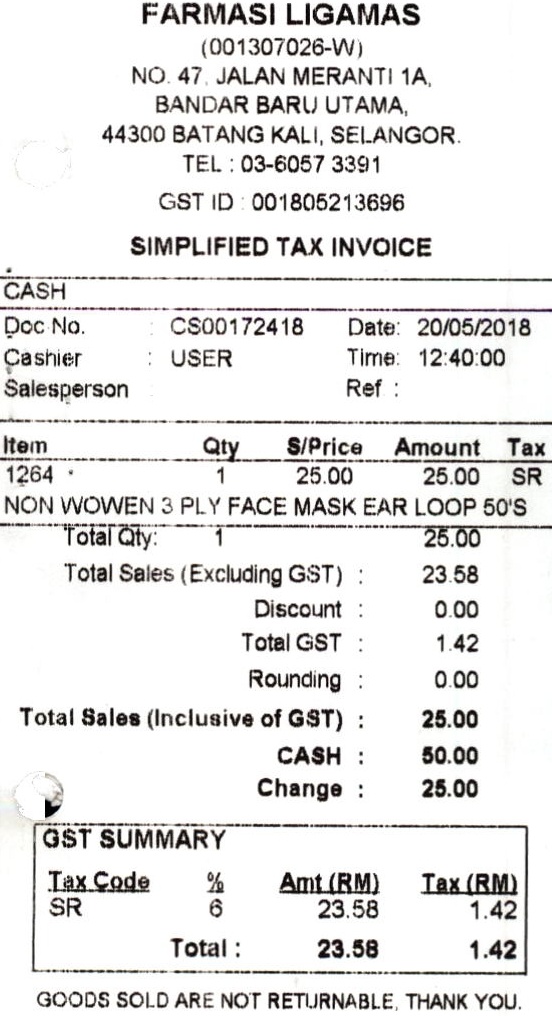 FARMASI LIGAMAS
(001307026-W)
NO. 47, JALAN MERANTI 1A,
BANDAR BARU UTAMA,
44300 BATANG KALI, SELANGOR.
TEL : 03-6057 3391
GST ID : 001805213696
SIMPLIFIED TAX INVOICE
CASH
Doc No. : CS00172418 Date: 20/05/2018
Cashier : USER Time: 12:40:00
Salesperson Ref :
Item Qty S/Price Amount Tax
1264 1 25.00 25.00 SR
NON WOWEN 3 PLY FACE MASK EAR LOOP 50'S
Total Qty: 1 25.00
Total Sales (Excluding GST) : 23.58
Discount : 0.00
Total GST : 1.42
Rounding : 0.00
Total Sales (Inclusive of GST) : 25.00
CASH : 50.00
Change : 25.00
GST SUMMARY
Tax Code % Amt (RM) Tax (RM)
SR 6 23.58 1.42
Total : 23.58 1.42
GOODS SOLD ARE NOT RETURNABLE, THANK YOU.